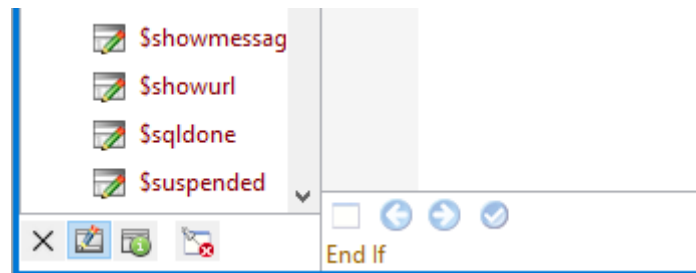 $showmessag
$showurl
$sqldone
$suspended
End If